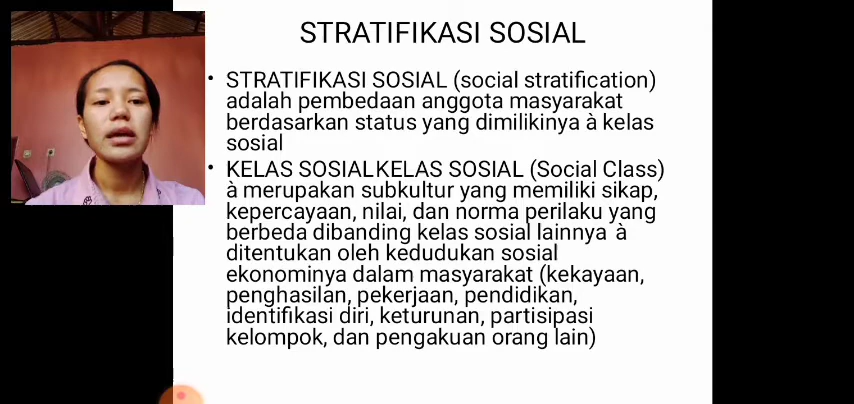 STRATIFIKASI SOSIAL
• STRATIFIKASI SOSIAL (social stratification)
adalah pembedaan anggota masyarakat
berdasarkan status yang dimilikinya à kelas
sosial
• KELAS SOSIALKELAS SOSIAL (Social Class)
à merupakan subkultur yang memiliki sikap,
kepercayaan, nilai, dan norma perilaku yang
berbeda dibanding kelas sosial lainnya à
ditentukan oleh kedudukan sosial
ekonominya dalam masyarakat (kekayaan,
penghasilan, pekerjaan, pendidikan,
identifikasi diri, keturunan, partisipasi
kelompok, dan pengakuan orang lain)